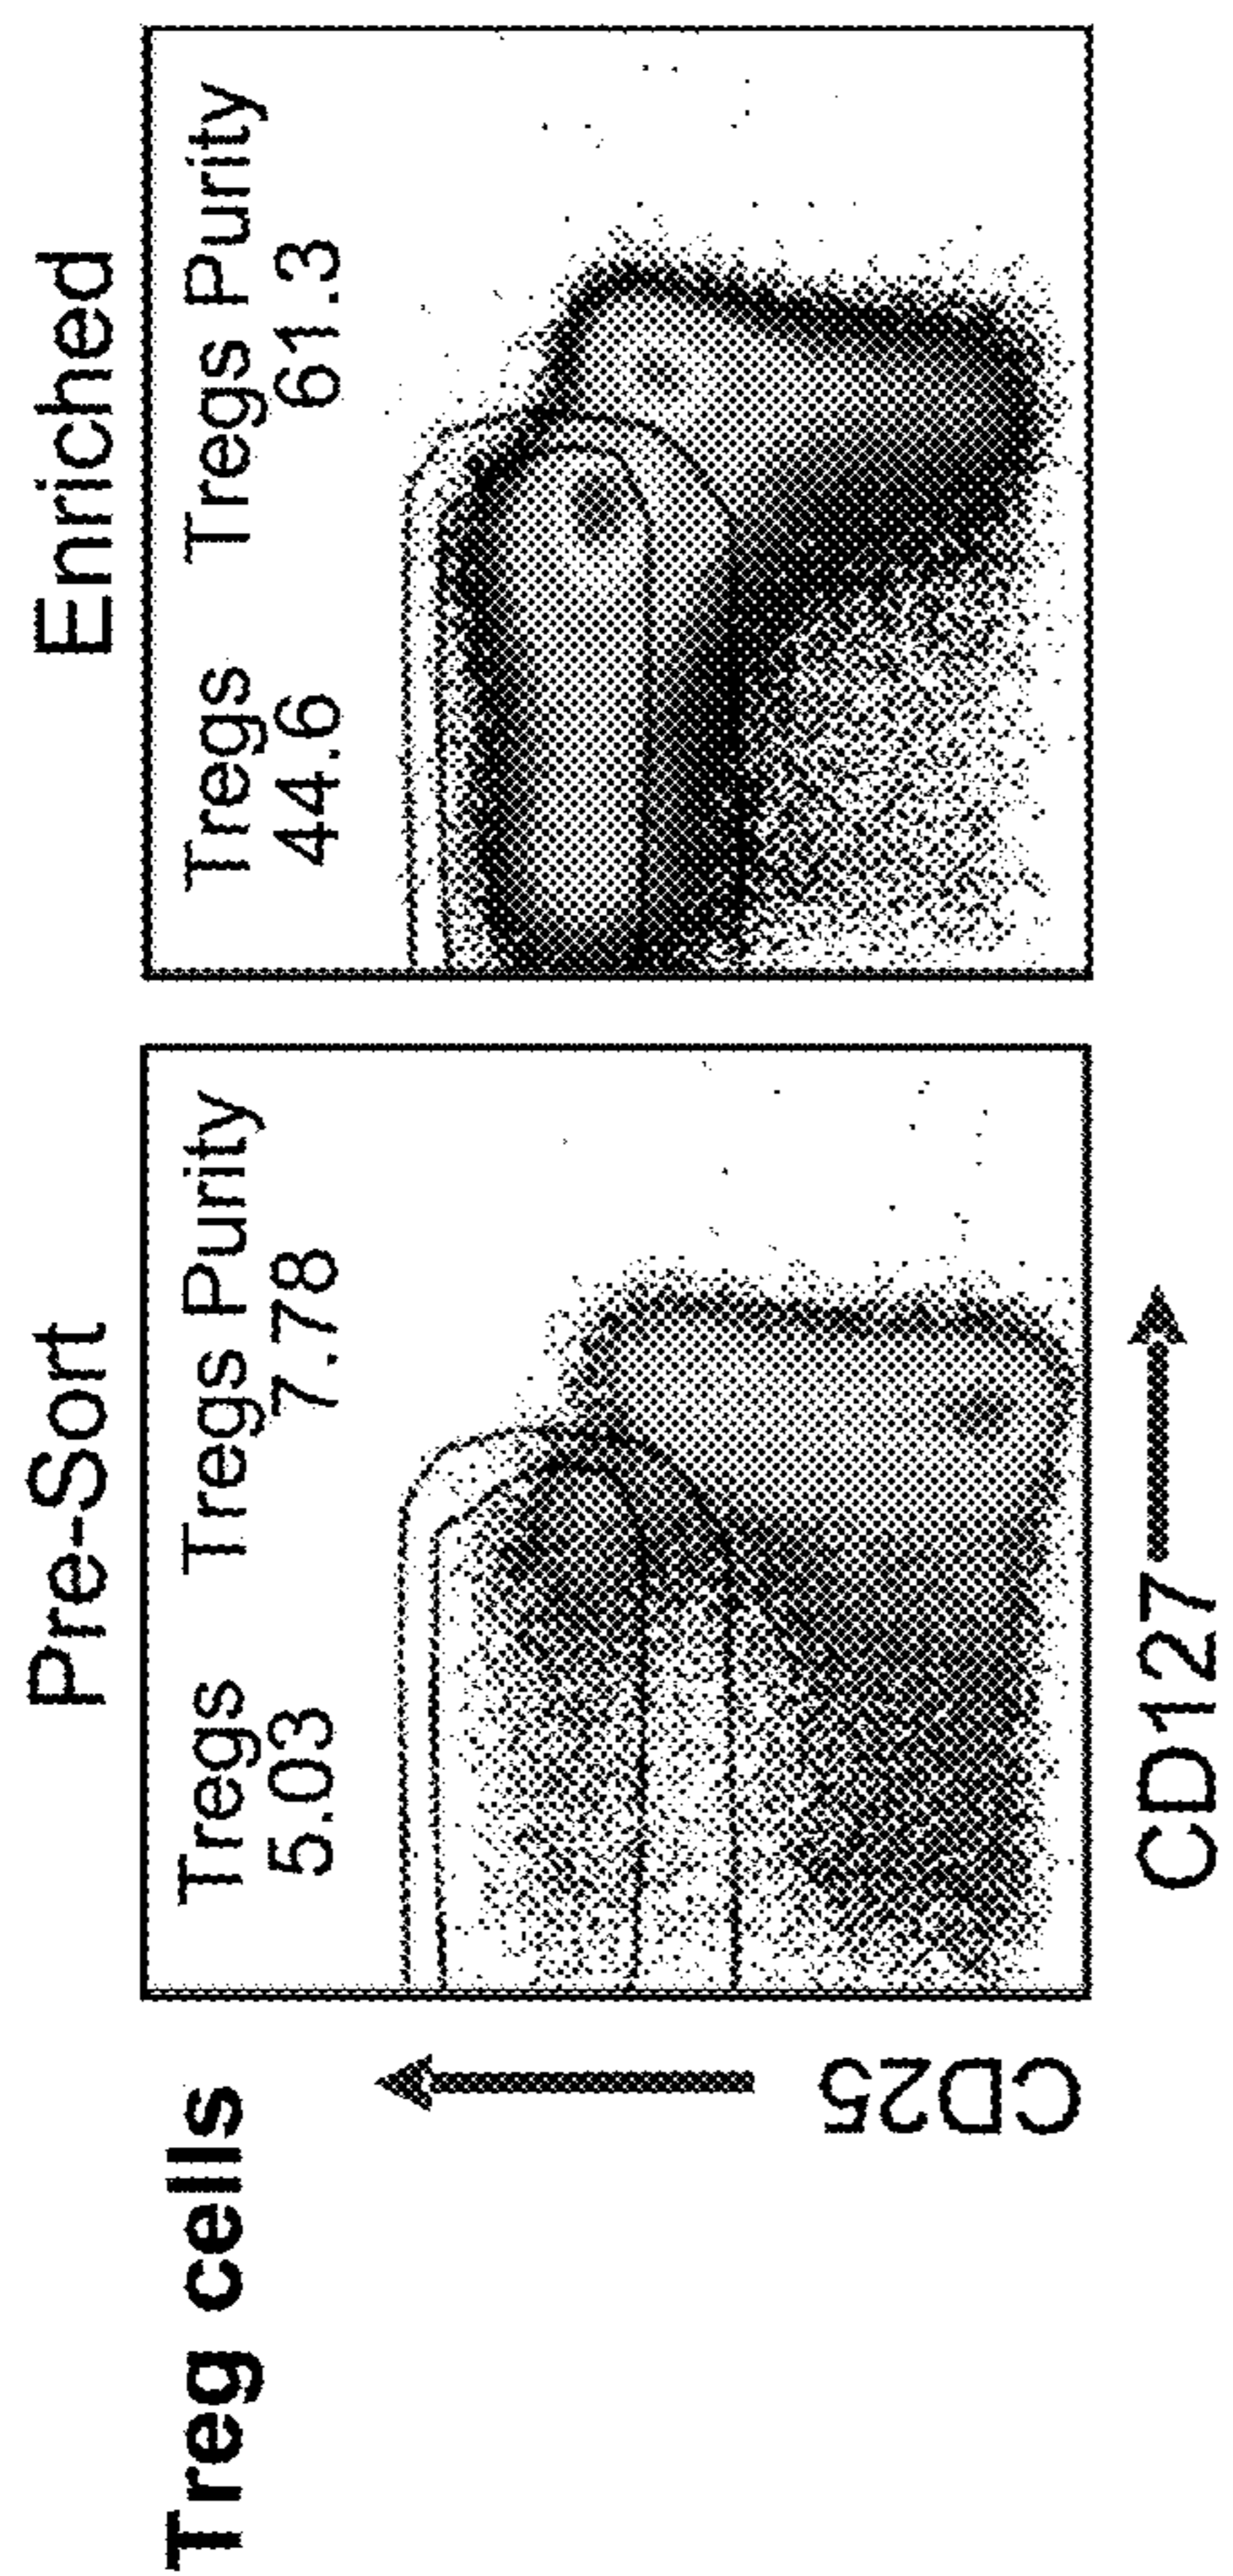 Treg cells
Pre-Sort
Enriched
Tregs Tregs Purity
5.03 7.78
Tregs Tregs Purity
44.6 61.3
CD25
CD127